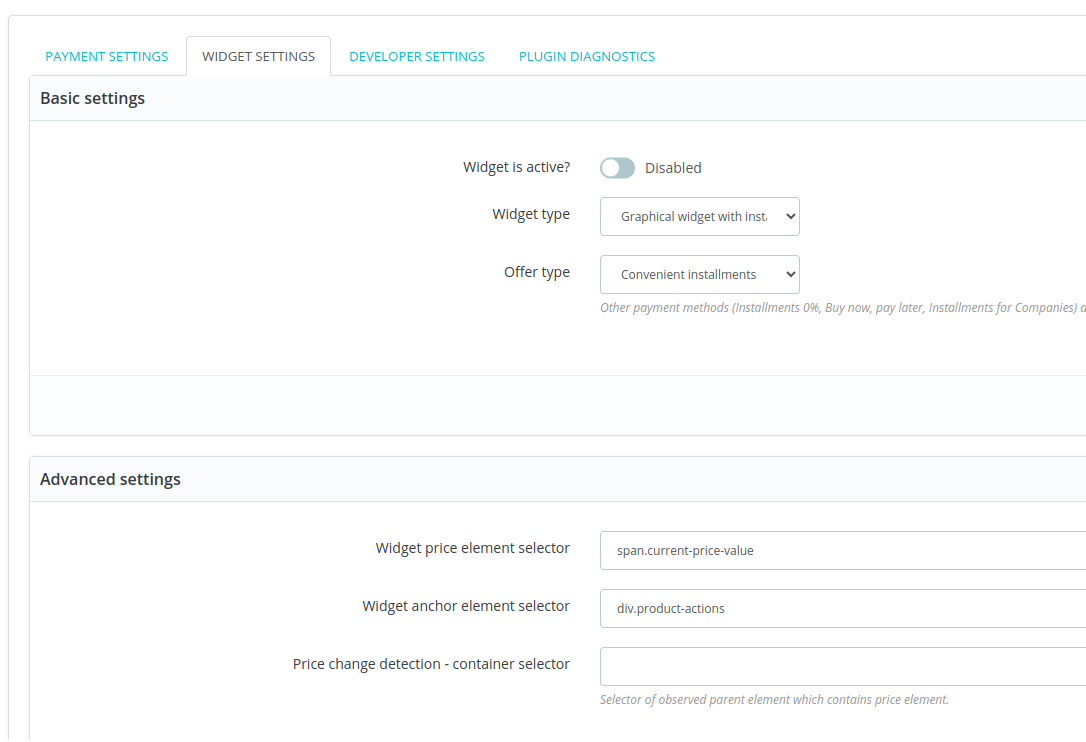 PAYMENT SETTINGS WIDGET SETTINGS DEVELOPER SETTINGS PLUGIN DIAGNOSTICS
Basic settings
Widget is active? Disabled
Widget type Graphical widget with inst
Offer type Convenient installments
Other payment methods (Installments 0%, Buy now, pay later, Installments for Companies)
Advanced settings
Widget price element selector span.current-price-value
Widget anchor element selector div.product-actions
Price change detection - container selector
Selector of observed parent element which contains price element.